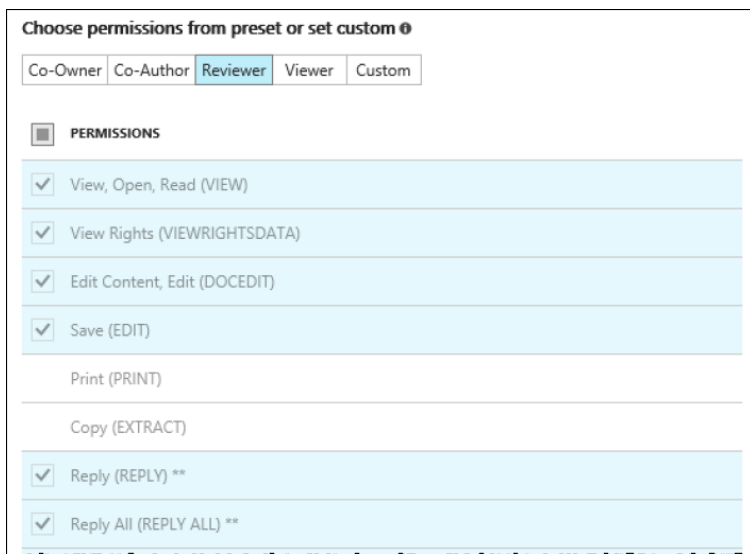 Choose permissions from preset or set custom
Co-Owner Co-Author Reviewer Viewer Custom
PERMISSIONS
View, Open, Read (VIEW)
View Rights (VIEWRIGHTSDATA)
Edit Content, Edit (DOCEDIT)
Save (EDIT)
Print (PRINT)
Copy (EXTRACT)
Reply (REPLY) **
Reply All (REPLY ALL) **